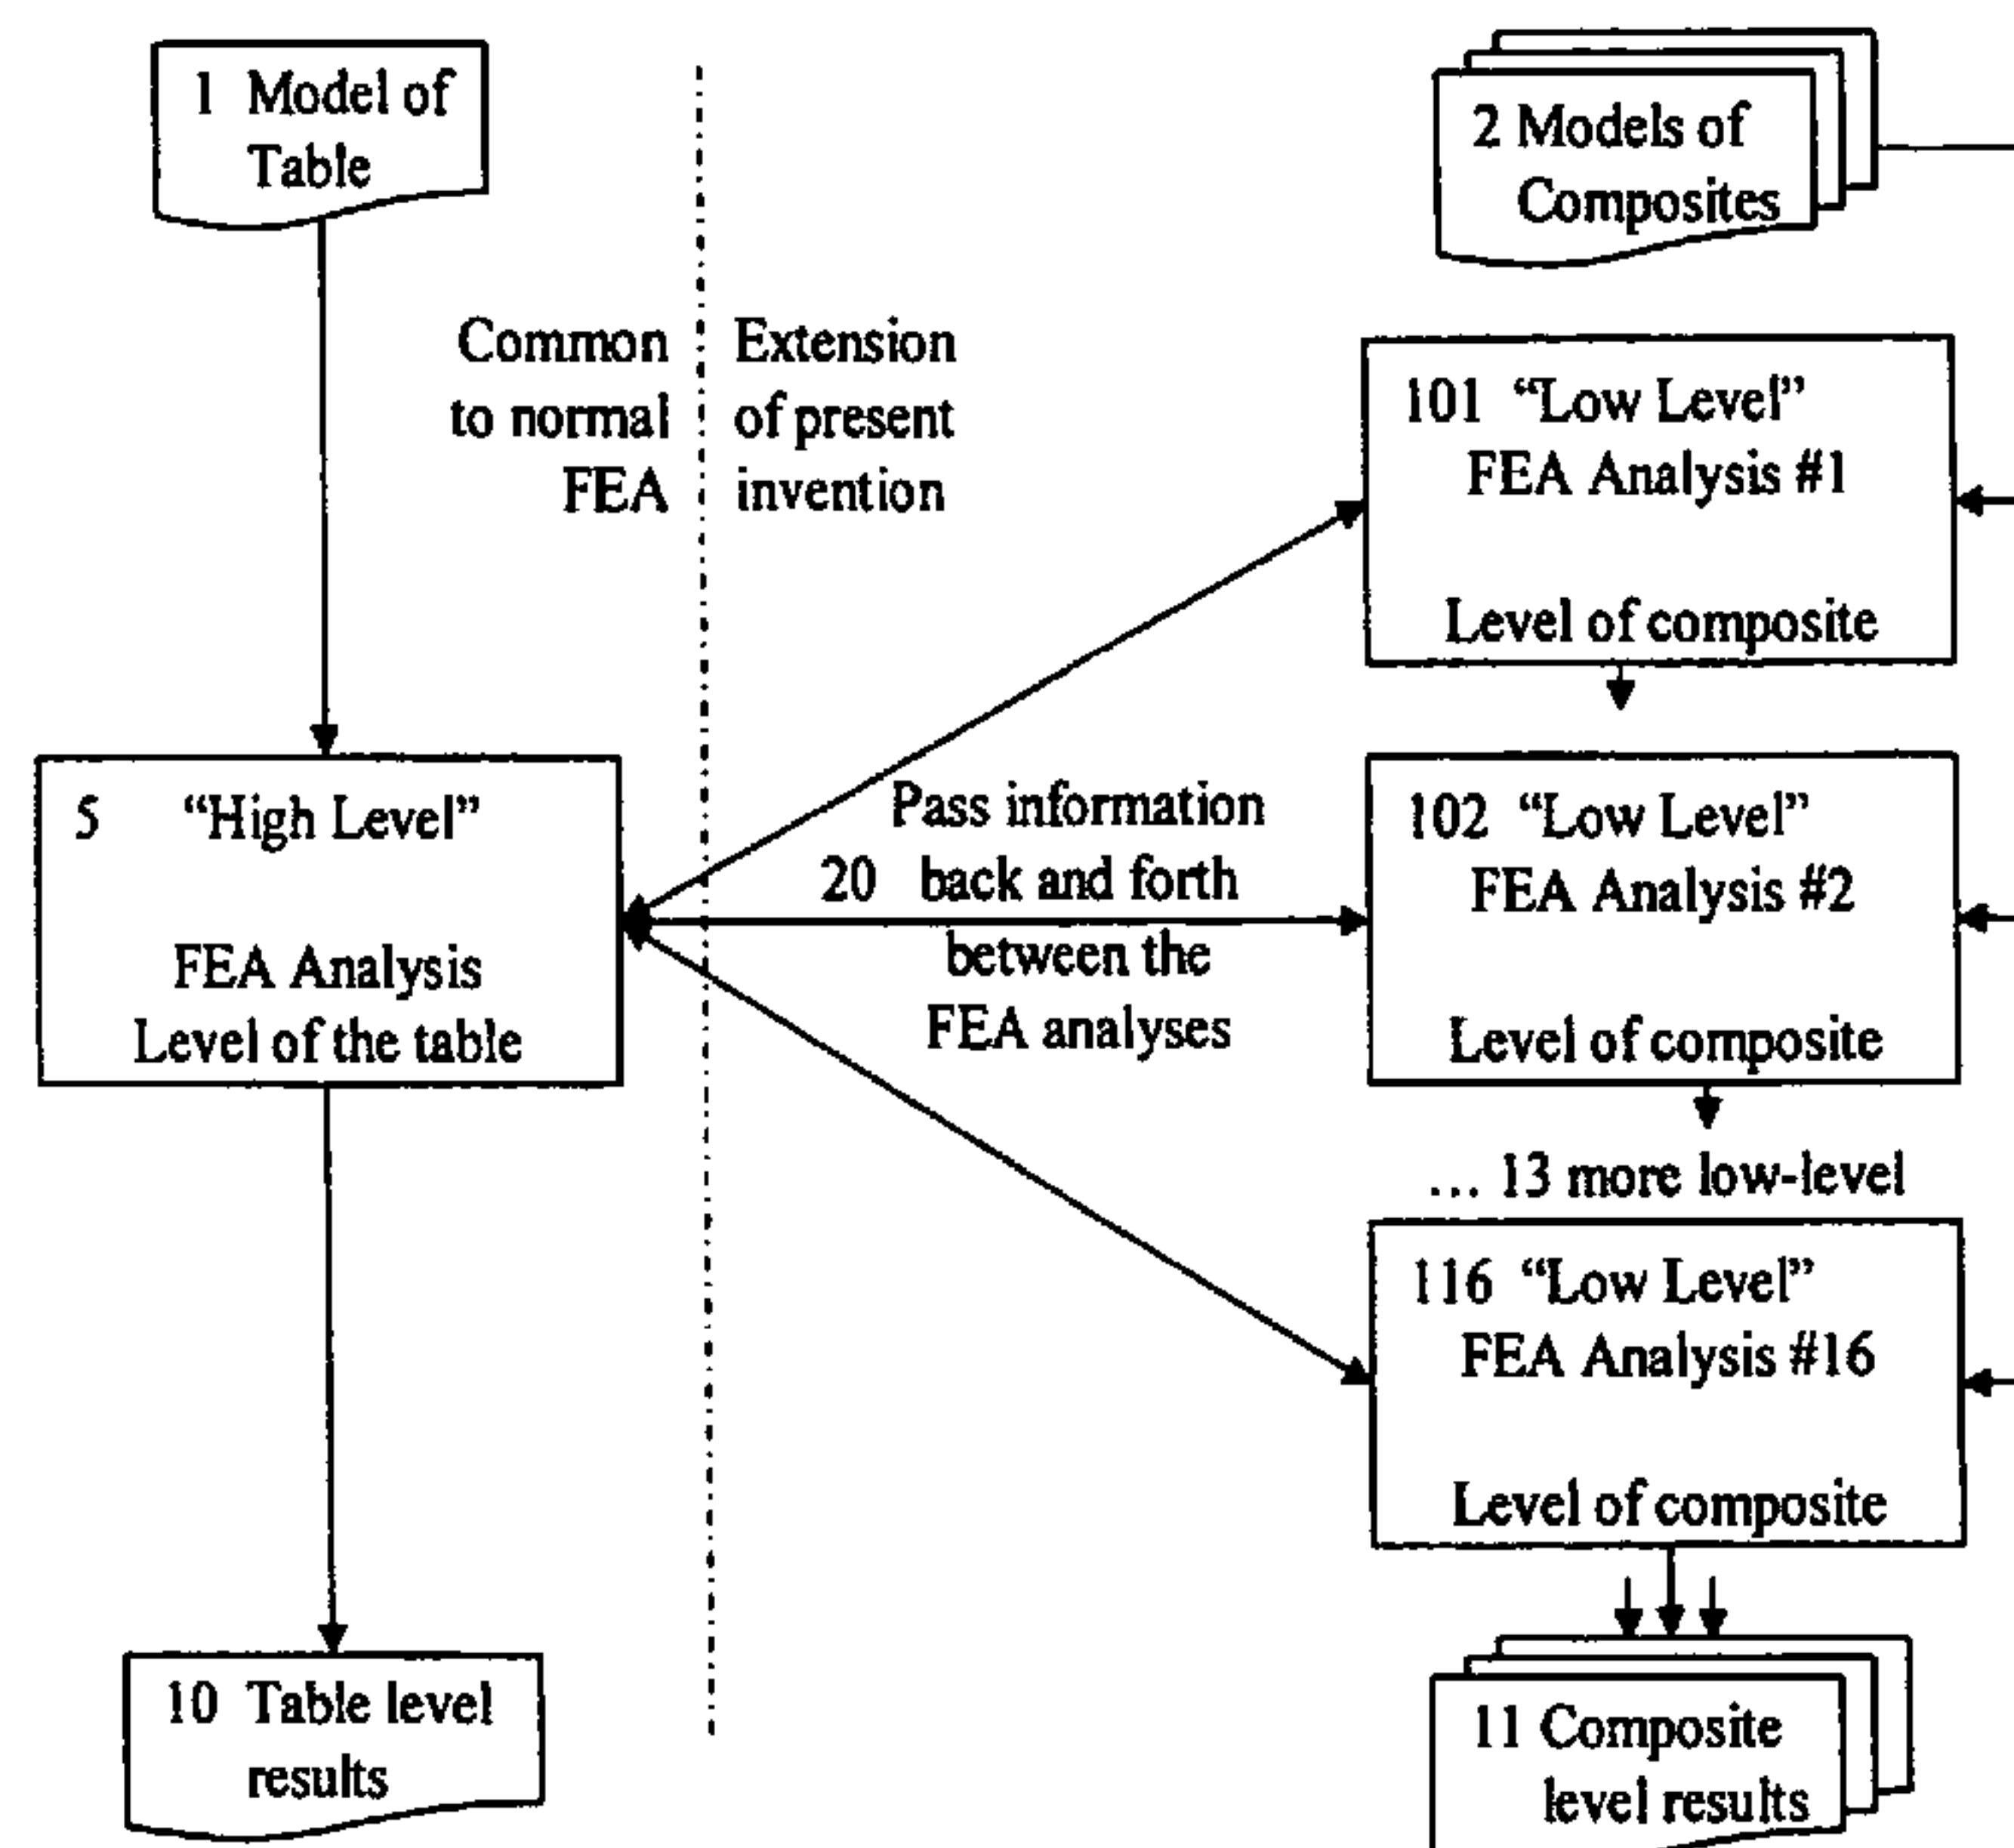 1 Model of
Table
2 Models of
Composites
Common
to normal
FEA
Extension
of present
invention
101 “Low Level”
FEA Analysis #1
Level of composite
5 “High Level”
FEA Analysis
Level of the table
Pass information
20 back and forth
between the
FEA analyses
102 “Low Level”
FEA Analysis #2
Level of composite
... 13 more low-level
116 “Low Level”
FEA Analysis #16
Level of composite
10 Table level
results
11 Composite
level results